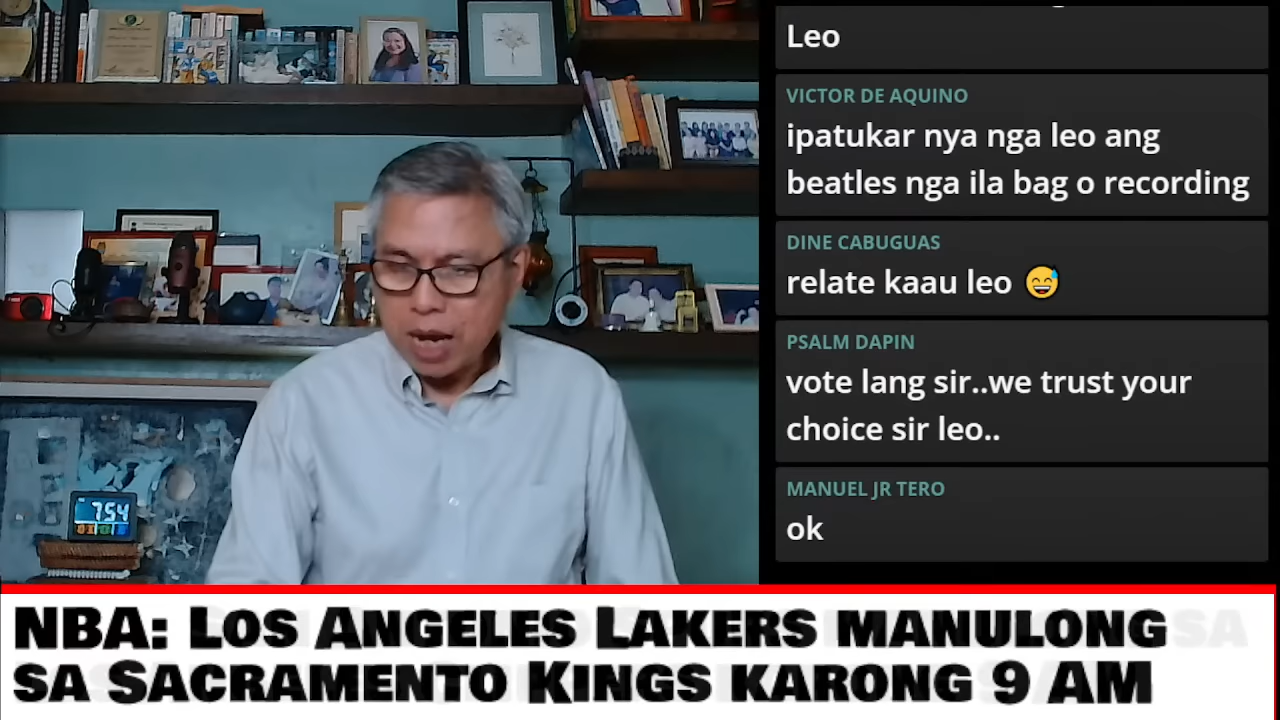 Leo
VICTOR DE AQUINO
ipatukar nya nga leo ang
beatles nga ila bag o recording
DINE CABUGUAS
relate kaau leo 😅
PSALM DAPIN
vote lang sir..we trust your
choice sir leo..
MANUEL JR TERO
ok
7:54
NBA: LOS ANGELES LAKERS MANULONG
SA SACRAMENTO KINGS KARONG 9 AM